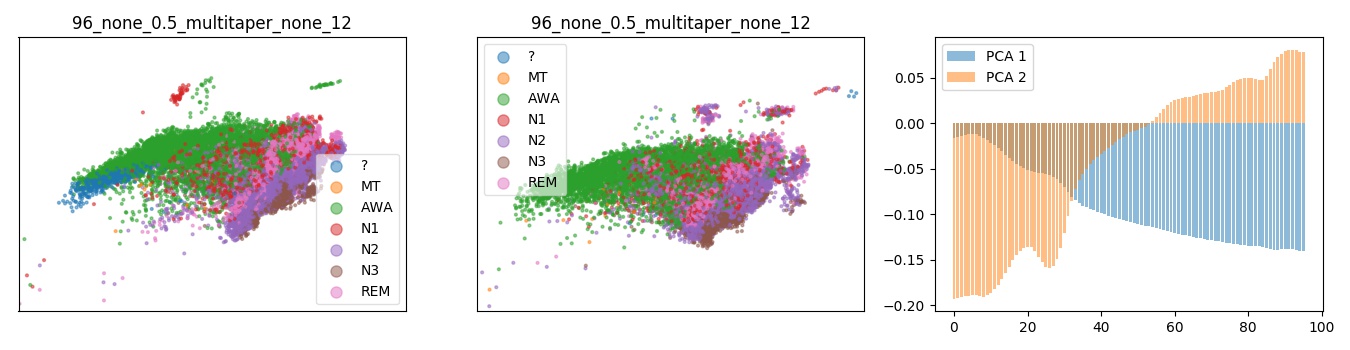 96_none_0.5_multitaper_none_12
?
MT
AWA
N1
N2
N3
REM
96_none_0.5_multitaper_none_12
?
MT
AWA
N1
N2
N3
REM
PCA 1
PCA 2
0.05
0.00
−0.05
−0.10
−0.15
−0.20
0 20 40 60 80 100